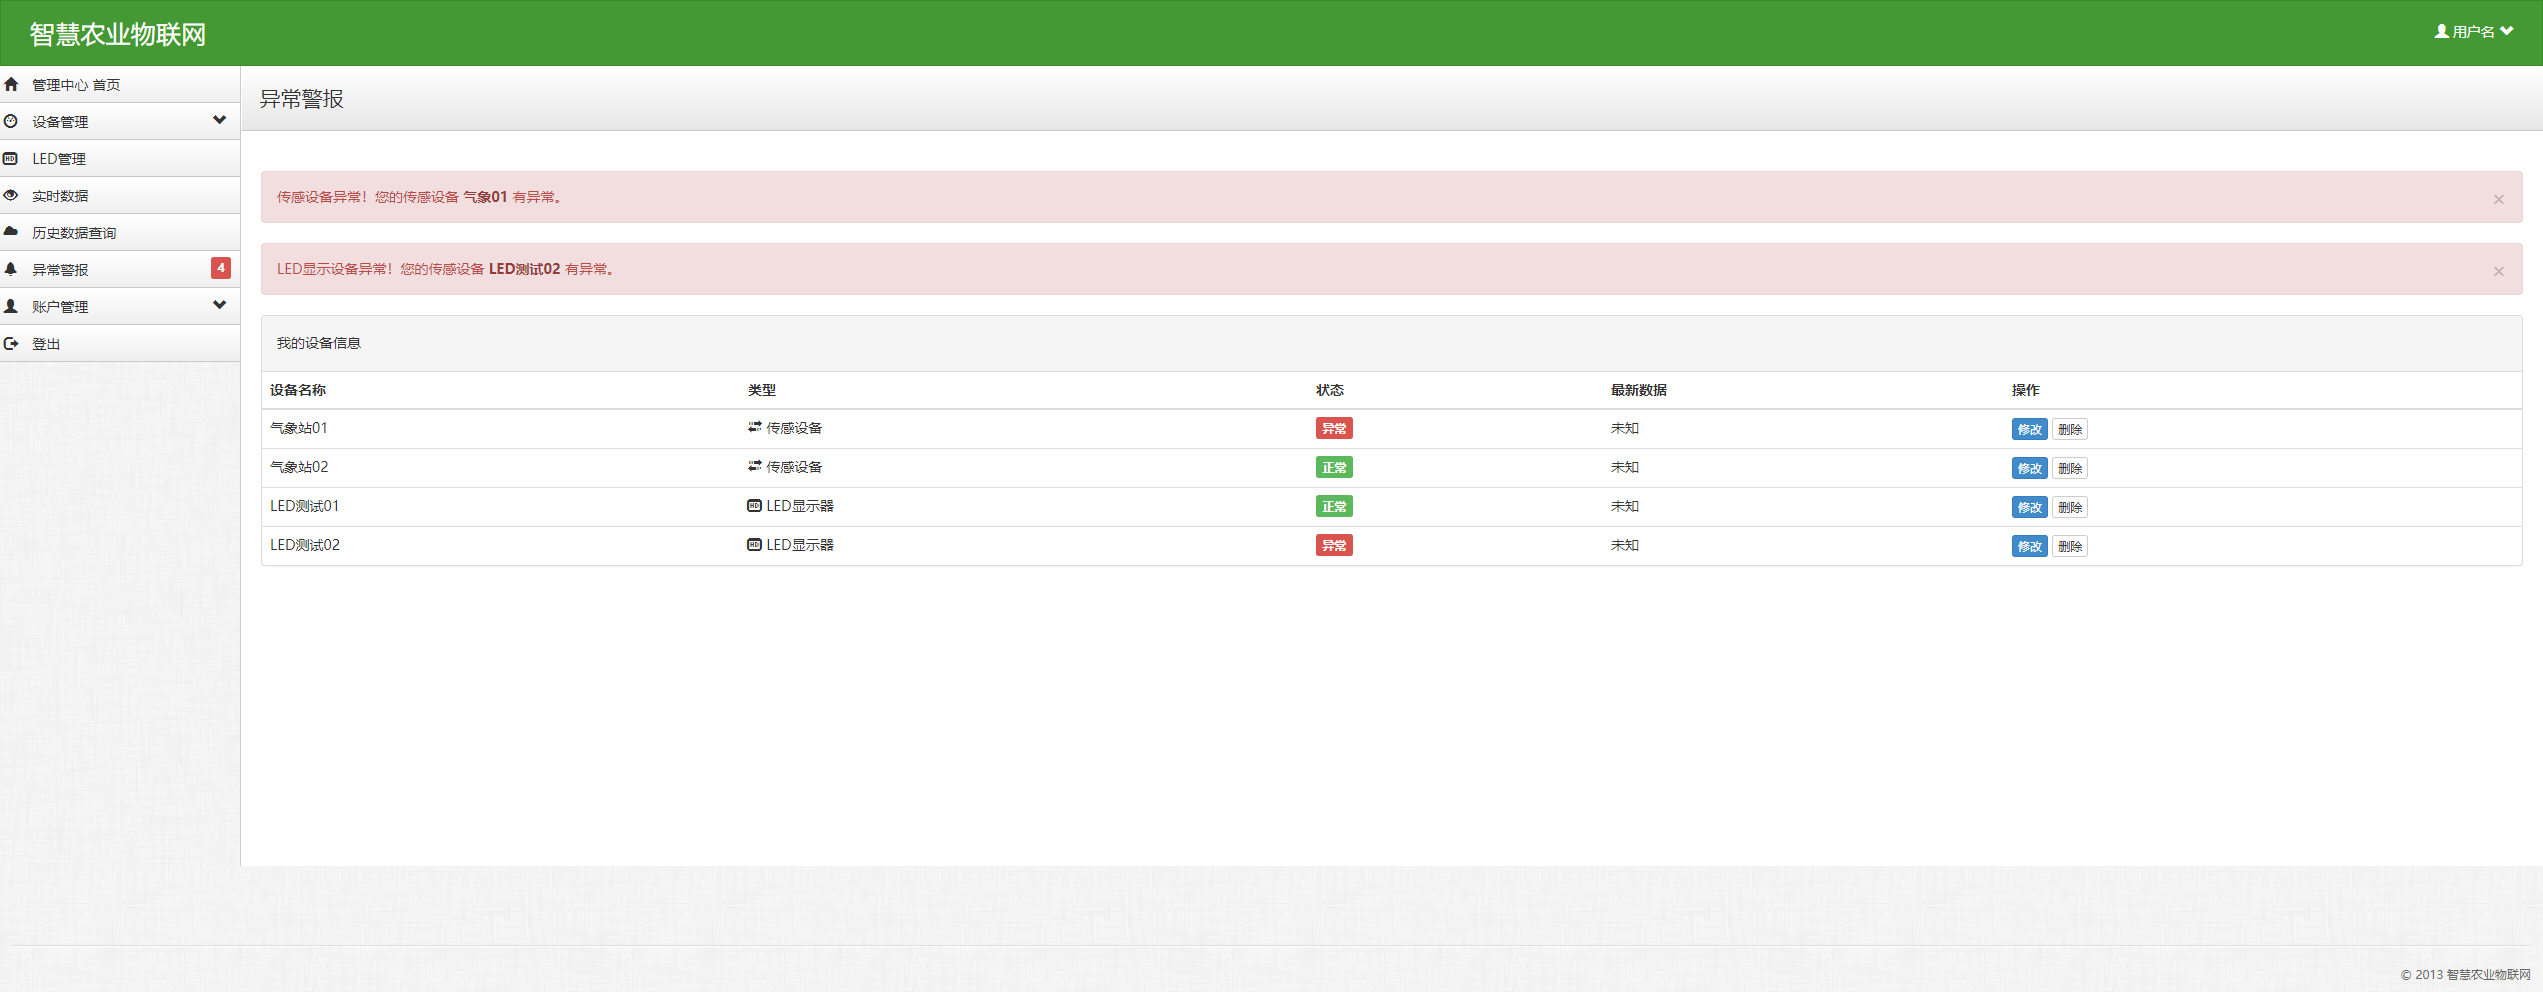 智慧农业物联网
用户名
管理中心 首页
设备管理
LED管理
实时数据
历史数据查询
异常警报 4
账户管理
登出
异常警报
传感设备异常！您的传感设备 气象01 有异常。 ×
LED显示设备异常！您的传感设备 LED测试02 有异常。 ×
我的设备信息
设备名称 类型 状态 最新数据 操作
气象站01 传感设备 异常 未知 修改 删除
气象站02 传感设备 正常 未知 修改 删除
LED测试01 HD LED显示器 正常 未知 修改 删除
LED测试02 HD LED显示器 异常 未知 修改 删除
© 2013 智慧农业物联网